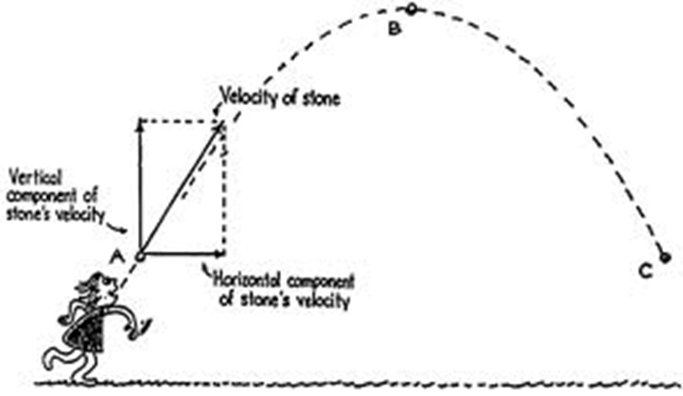 B
Velocity of stone
Vertical
component of
stone's velocity
A
C
Horizontal component
of stone's velocity